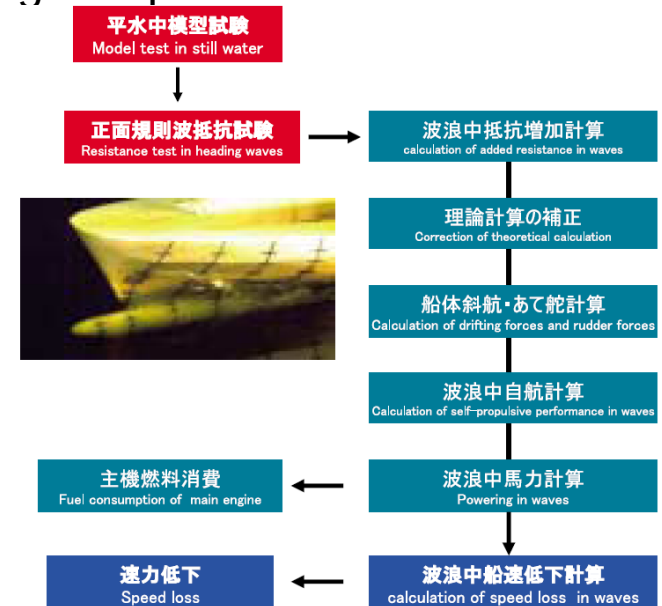 平水中模型試験
Model test in still water
正面規則波抵抗試験
Resistance test in heading waves
波浪中抵抗増加計算
calculation of added resistance in waves
理論計算の補正
Correction of theoretical calculation
船体斜航・あて舵計算
Calculation of drifting forces and rudder forces
波浪中自航計算
Calculation of self-propulsive performance in waves
主機燃料消費
Fuel consumption of main engine
波浪中馬力計算
Powering in waves
速力低下
Speed loss
波浪中船速低下計算
calculation of speed loss in waves